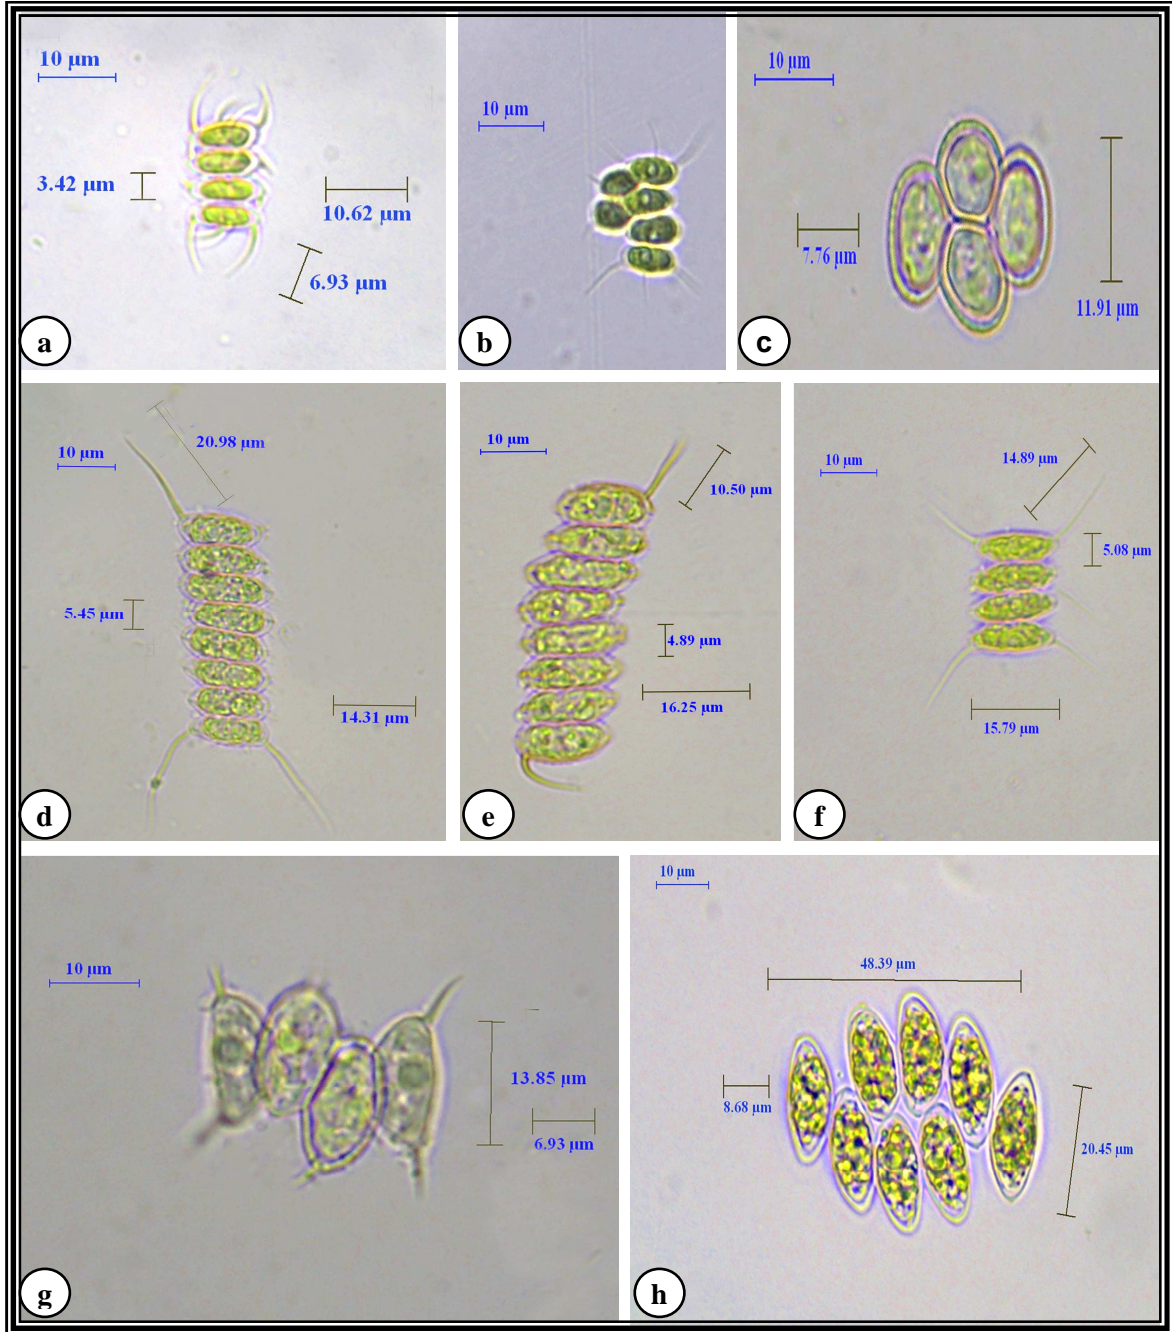 10 µm
3.42 µm
10.62 µm
6.93 µm
a
10 µm
b
10 µm
7.76 µm
11.91 µm
c
20.98 µm
10 µm
5.45 µm
14.31 µm
d
10 µm
10.50 µm
4.89 µm
16.25 µm
e
14.89 µm
10 µm
5.08 µm
15.79 µm
f
10 µm
13.85 µm
6.93 µm
g
10 µm
48.39 µm
8.68 µm
20.45 µm
h